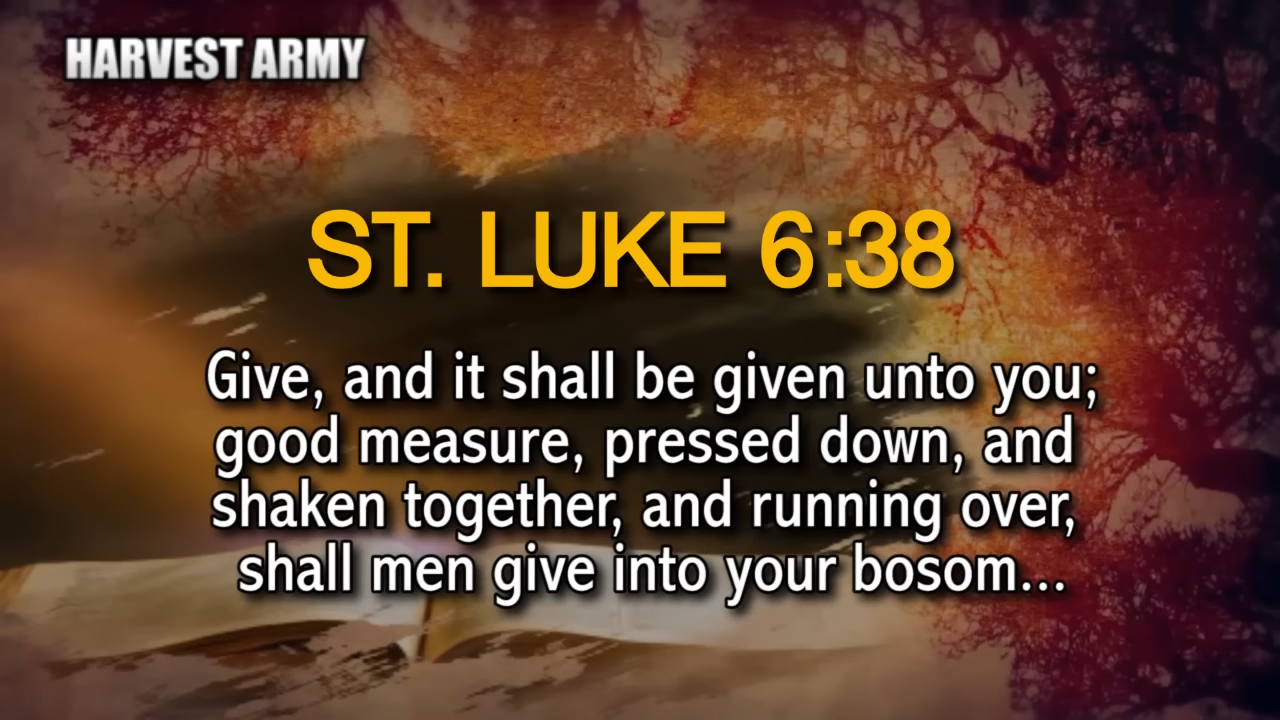 HARVEST ARMY
ST. LUKE 6:38
Give, and it shall be given unto you;
good measure, pressed down, and
shaken together, and running over,
shall men give into your bosom...